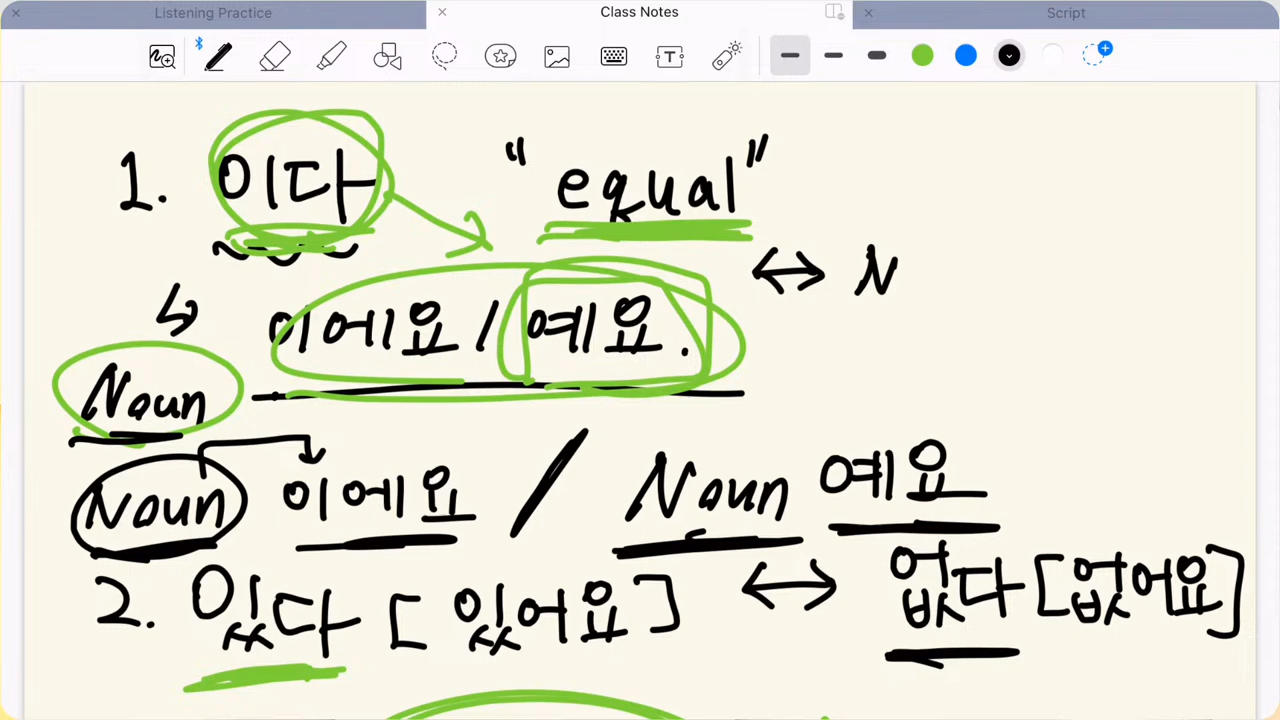 Listening Practice Class Notes Script
T
1. 이다 “equal”
↔ N
↳ 이에요 / 예요.
Noun
Noun 이에요 / Noun 예요
2. 있다 [있어요] ↔ 없다 [없어요]